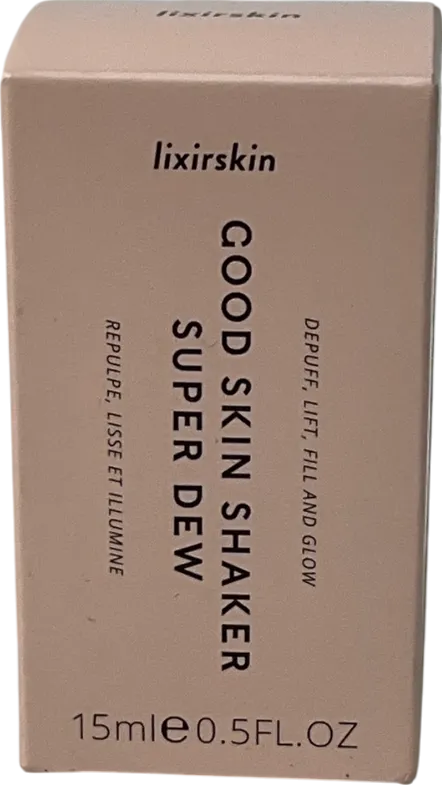 lixirskin
lixirskin
DEPUFF, LIFT, FILL AND GLOW
GOOD SKIN SHAKER
SUPER DEW
REPULPE, LISSE ET ILLUMINE
15ml℮0.5FL.OZ